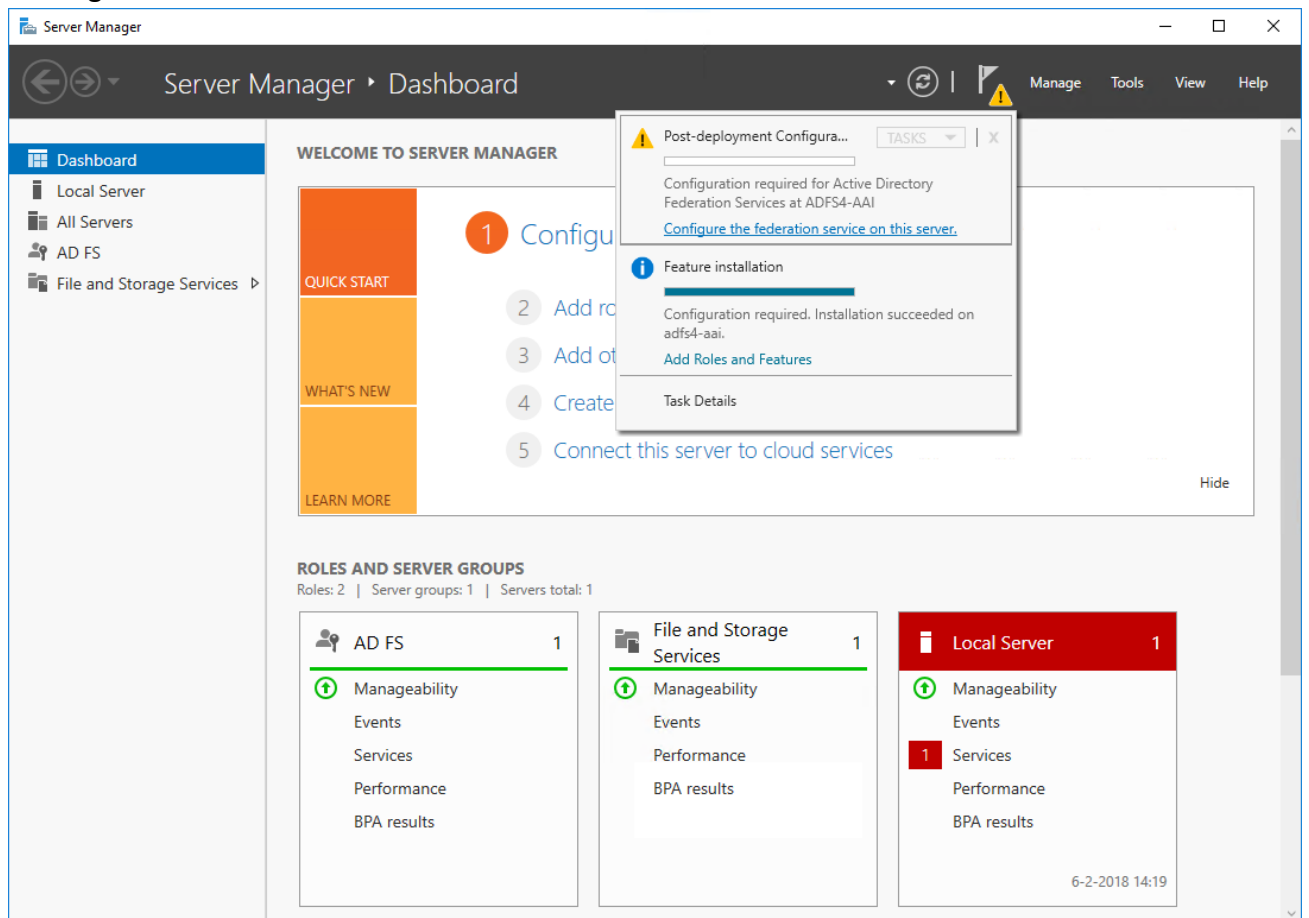 Server Manager
Server Manager • Dashboard
Manage Tools View Help
Dashboard
Local Server
All Servers
AD FS
File and Storage Services
WELCOME TO SERVER MANAGER
QUICK START
WHAT'S NEW
LEARN MORE
1 Configu
2 Add ro
3 Add ot
4 Create
5 Connect this server to cloud services
Hide
Post-deployment Configura... TASKS X
Configuration required for Active Directory
Federation Services at ADFS4-AAI
Configure the federation service on this server.
Feature installation
Configuration required. Installation succeeded on
adfs4-aai.
Add Roles and Features
Task Details
ROLES AND SERVER GROUPS
Roles: 2 | Server groups: 1 | Servers total: 1
AD FS 1
Manageability
Events
Services
Performance
BPA results
File and Storage
Services 1
Manageability
Events
Performance
BPA results
Local Server 1
Manageability
Events
1 Services
Performance
BPA results
6-2-2018 14:19